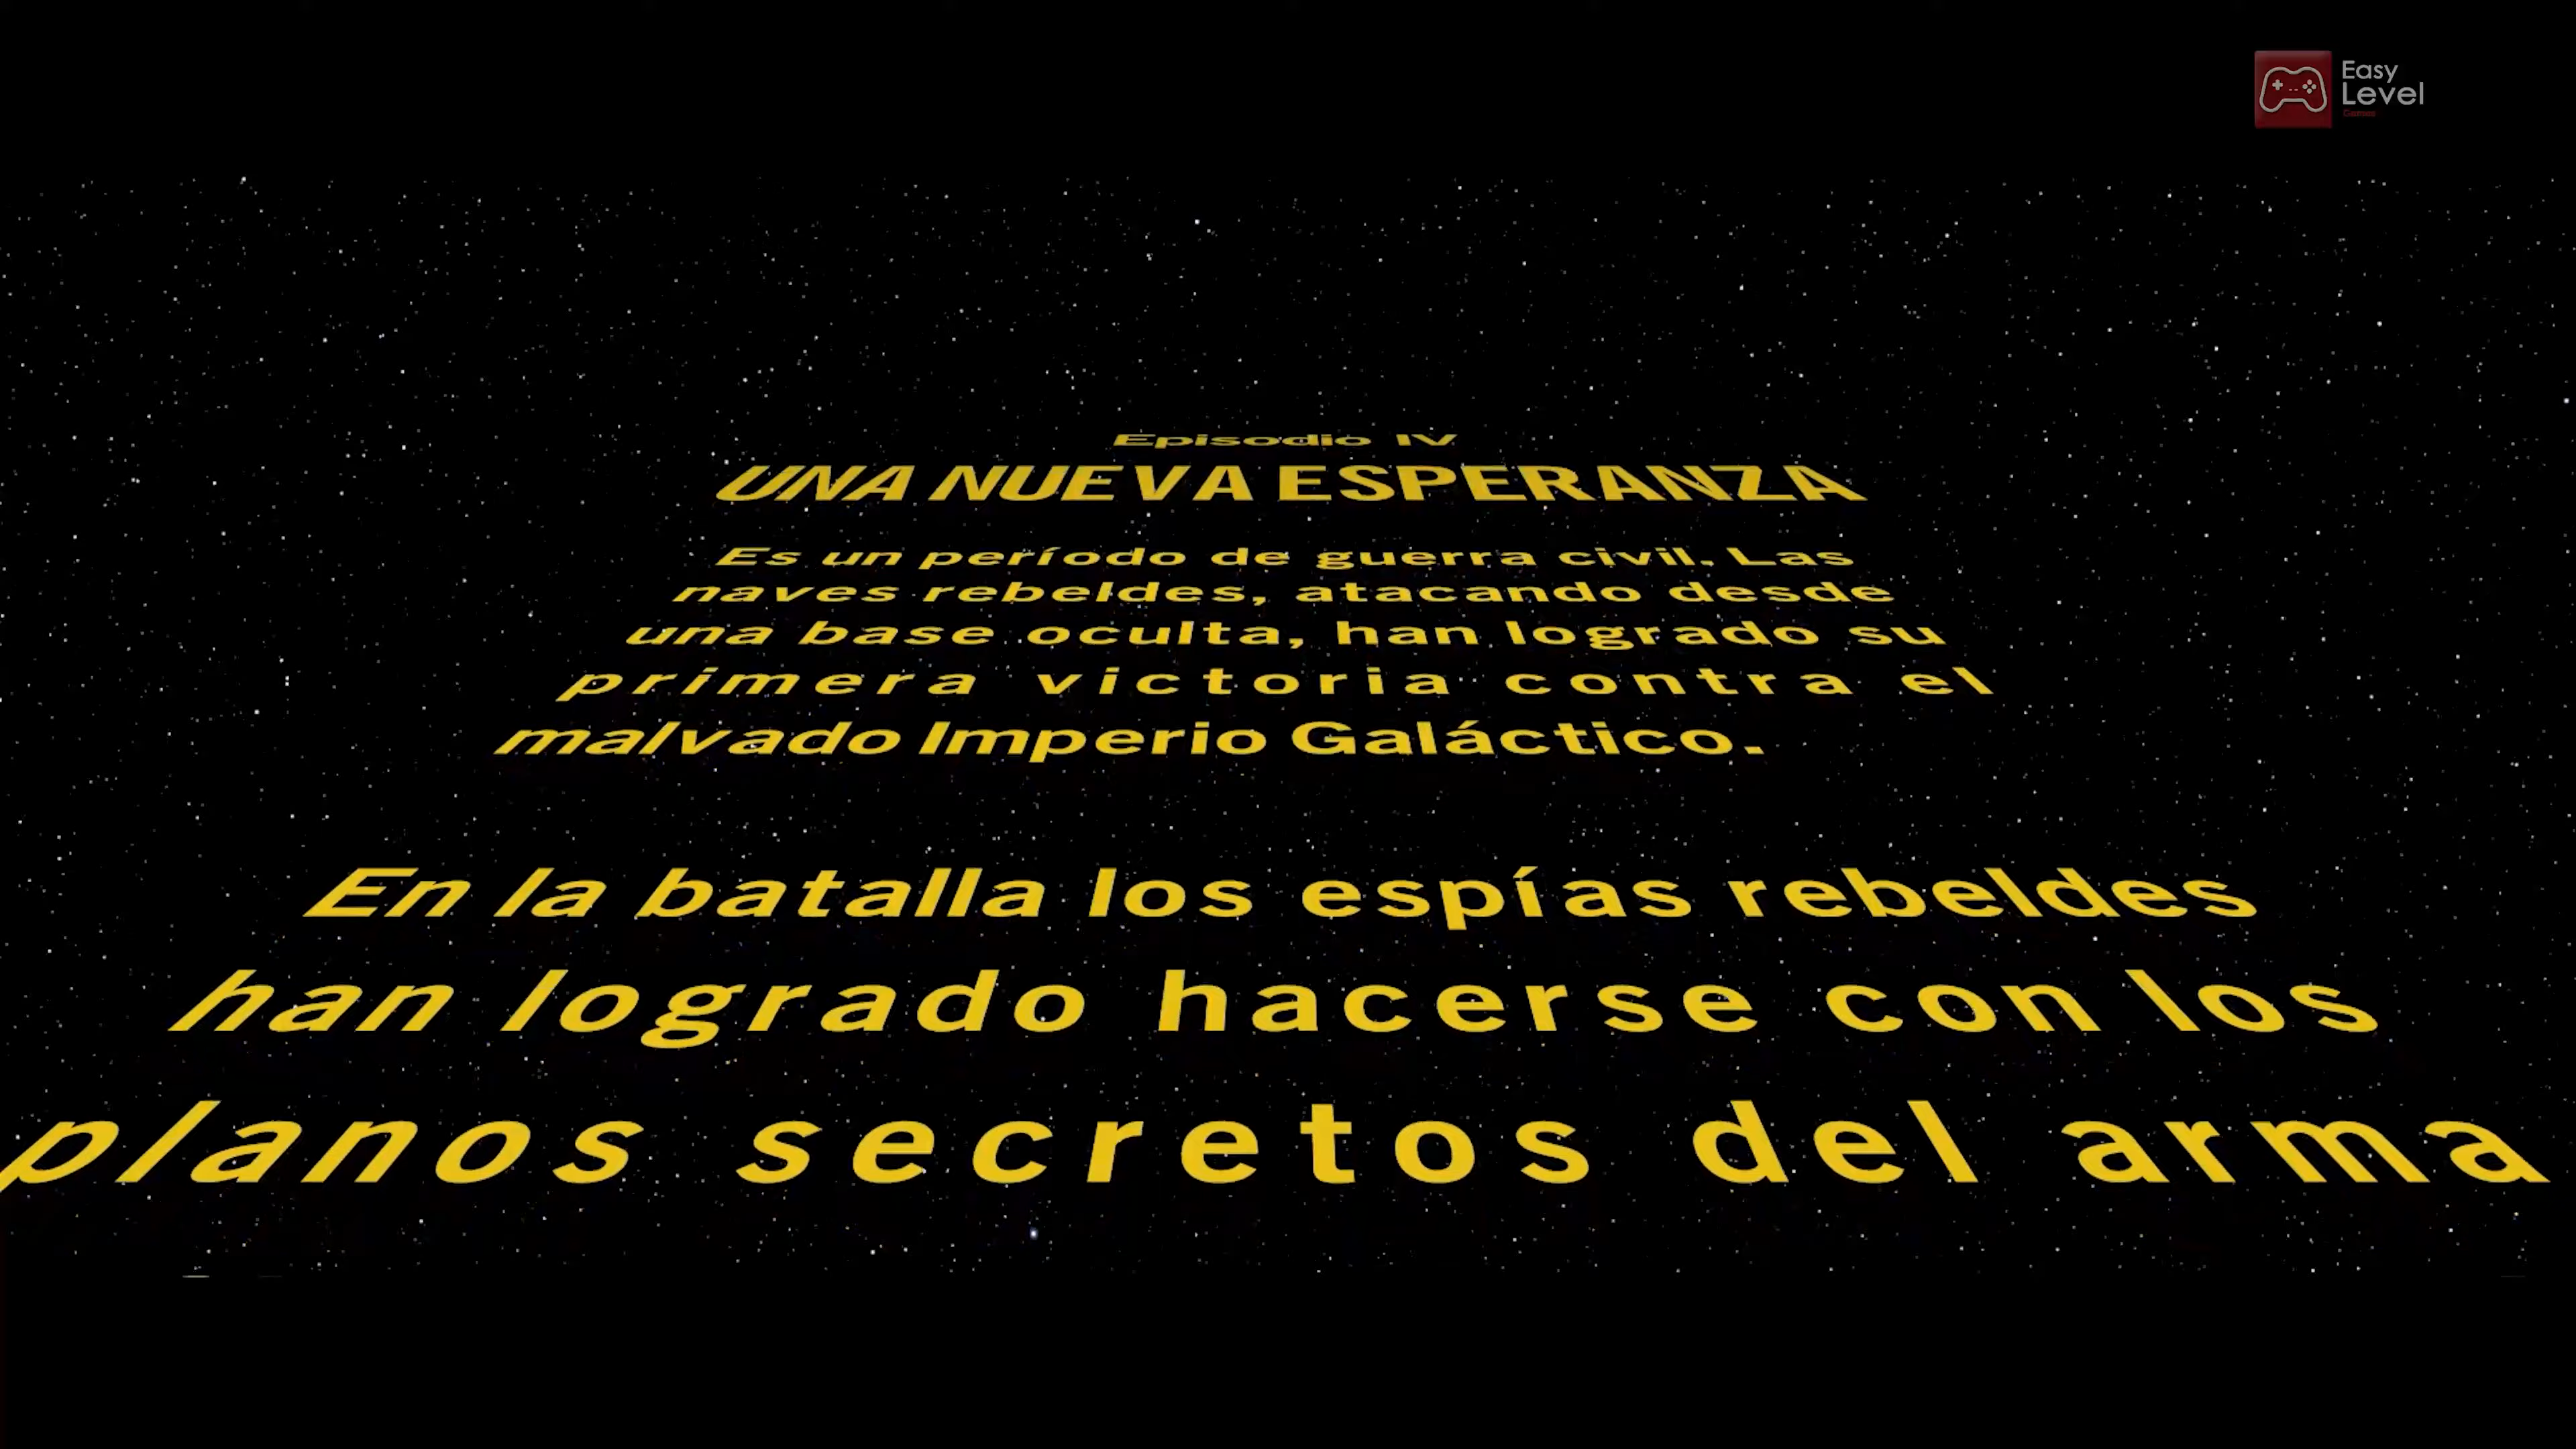 Easy
Level
Games
Episodio IV
UNA NUEVA ESPERANZA
Es un período de guerra civil. Las
naves rebeldes, atacando desde
una base oculta, han logrado su
primera victoria contra el
malvado Imperio Galáctico.
En la batalla los espías rebeldes
han logrado hacerse con los
planos secretos del arma